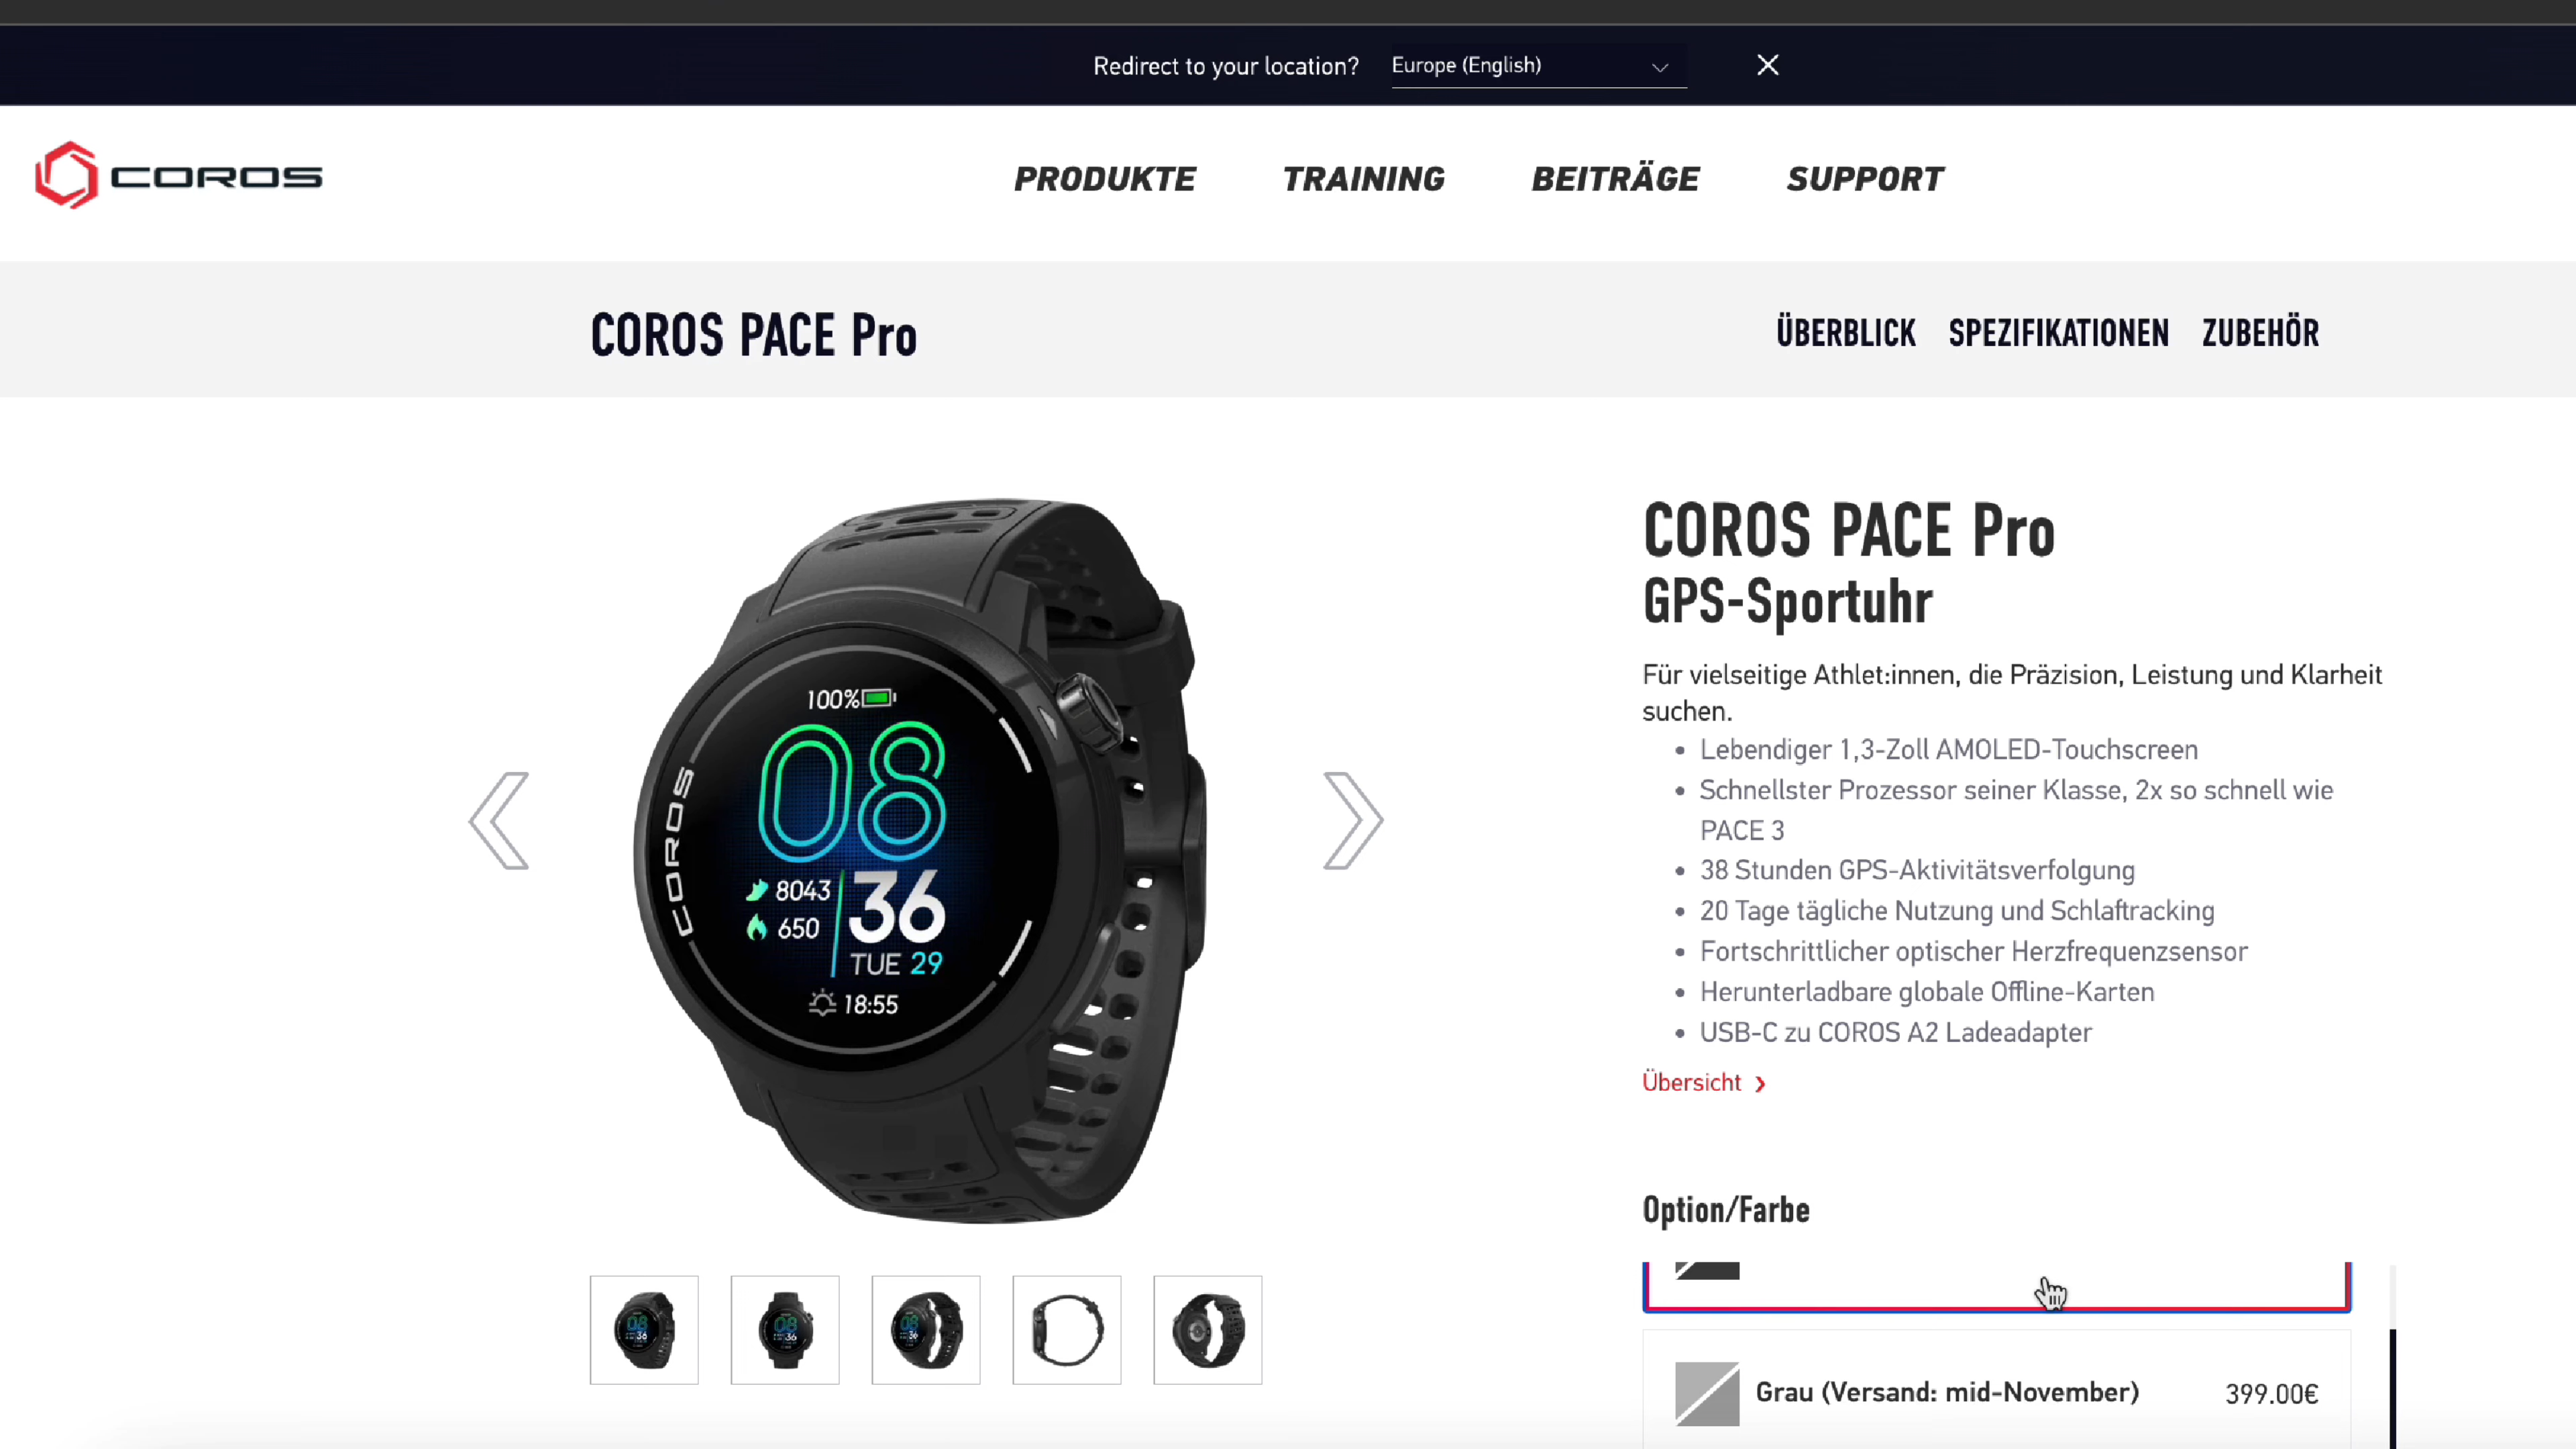 Redirect to your location? Europe (English)
COROS PRODUKTE TRAINING BEITRÄGE SUPPORT
COROS PACE Pro ÜBERBLICK SPEZIFIKATIONEN ZUBEHÖR
COROS
100%
08
8043
650
36
TUE 29
18:55
COROS PACE Pro
GPS-Sportuhr
Für vielseitige Athlet:innen, die Präzision, Leistung und Klarheit
suchen.
• Lebendiger 1,3-Zoll AMOLED-Touchscreen
• Schnellster Prozessor seiner Klasse, 2x so schnell wie
PACE 3
• 38 Stunden GPS-Aktivitätsverfolgung
• 20 Tage tägliche Nutzung und Schlaftracking
• Fortschrittlicher optischer Herzfrequenzsensor
• Herunterladbare globale Offline-Karten
• USB-C zu COROS A2 Ladeadapter
Übersicht
Option/Farbe
Grau (Versand: mid-November) 399.00€